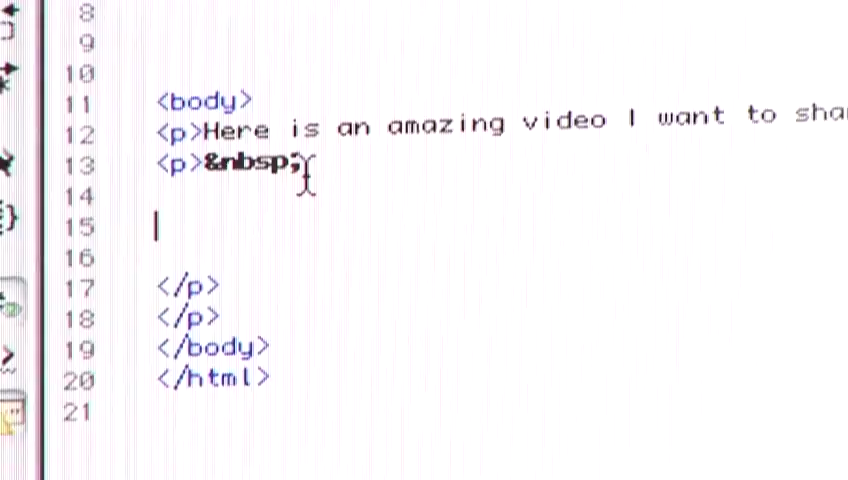 8
9
10
11 <body>
12 <p>Here is an amazing video I want to
13 <p>&nbsp;
14
15
16
17 </p>
18 </p>
19 </body>
20 </html>
21